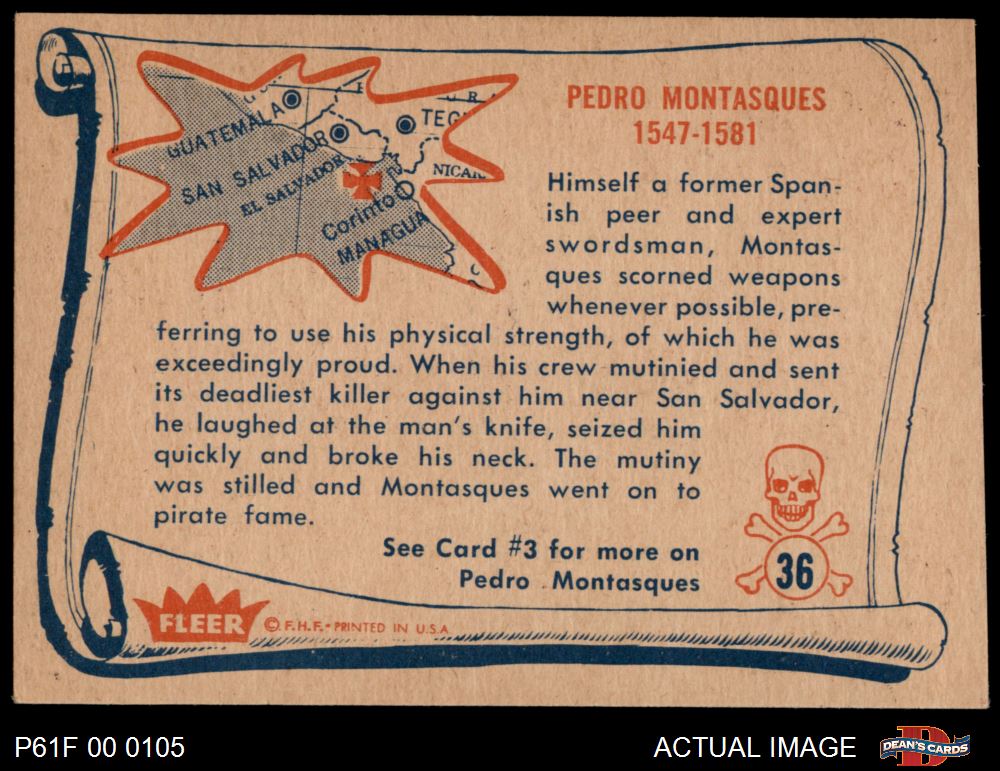 GUATEMALA
SAN SALVADOR
EL SALVADOR
TEG
NICAR
Corinto
MANAGUA
PEDRO MONTASQUES
1547-1581
Himself a former Span-
ish peer and expert
swordsman, Montas-
ques scorned weapons
whenever possible, pre-
ferring to use his physical strength, of which he was
exceedingly proud. When his crew mutinied and sent
its deadliest killer against him near San Salvador,
he laughed at the man's knife, seized him
quickly and broke his neck. The mutiny
was stilled and Montasques went on to
pirate fame.
See Card #3 for more on
Pedro Montasques
36
FLEER © F.H.F. • PRINTED IN U.S.A.
P61F 00 0105 ACTUAL IMAGE DEAN'S CARDS